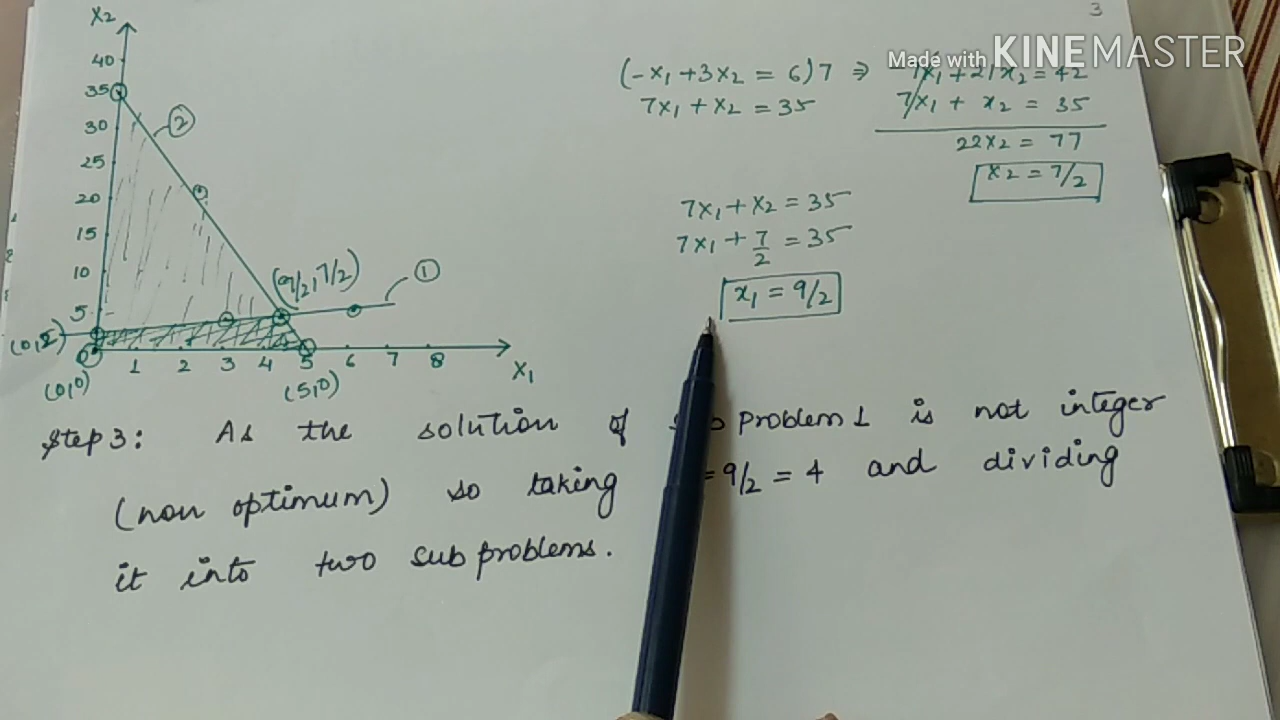 3
Made with KINEMASTER
X2
40
35
30
25
20
15
10
5
0
1 2 3 4 5 6 7 8
X1
②
①
(9/2, 7/2)
(0,2)
(0,0)
(5,0)
(-x1 + 3x2 = 6)7 ⇒ -7x1 + 21x2 = 42
7x1 + x2 = 35
7x1 + x2 = 35
22x2 = 77
x2 = 7/2
7x1 + x2 = 35
7x1 + 7/2 = 35
x1 = 9/2
Step 3: As the solution of problem 1 is not integer
(non optimum) so taking = 9/2 = 4 and dividing
it into two subproblems.